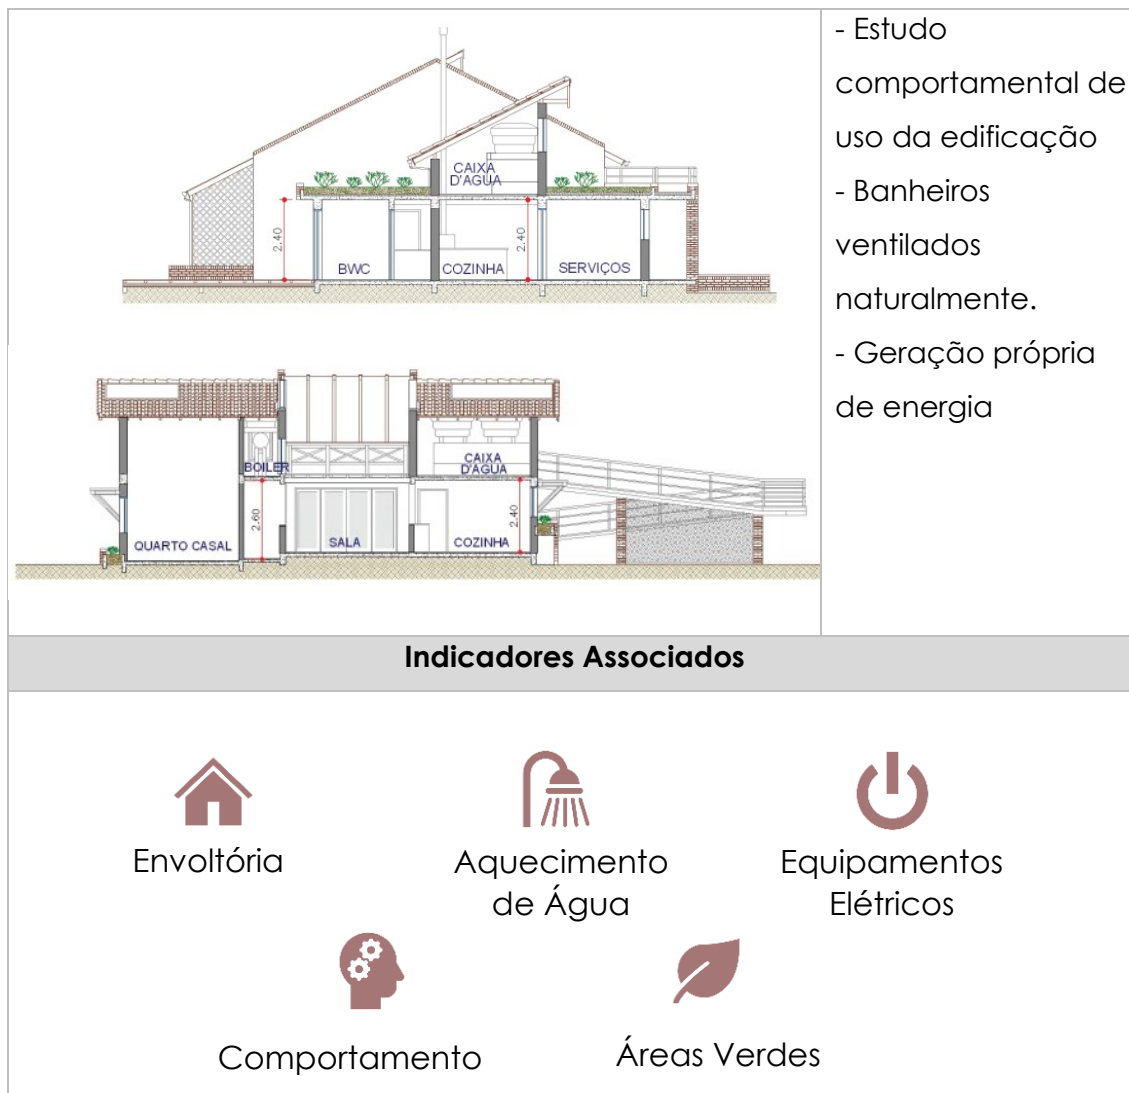 CAIXA
D'AGUA
2.40
2.40
BWC
COZINHA
SERVIÇOS
BOILER
CAIXA
D'AGUA
2.60
2.40
QUARTO CASAL
SALA
COZINHA
- Estudo
comportamental de
uso da edificação
- Banheiros
ventilados
naturalmente.
- Geração própria
de energia
Indicadores Associados
Envoltória
Aquecimento
de Água
Equipamentos
Elétricos
Comportamento
Áreas Verdes